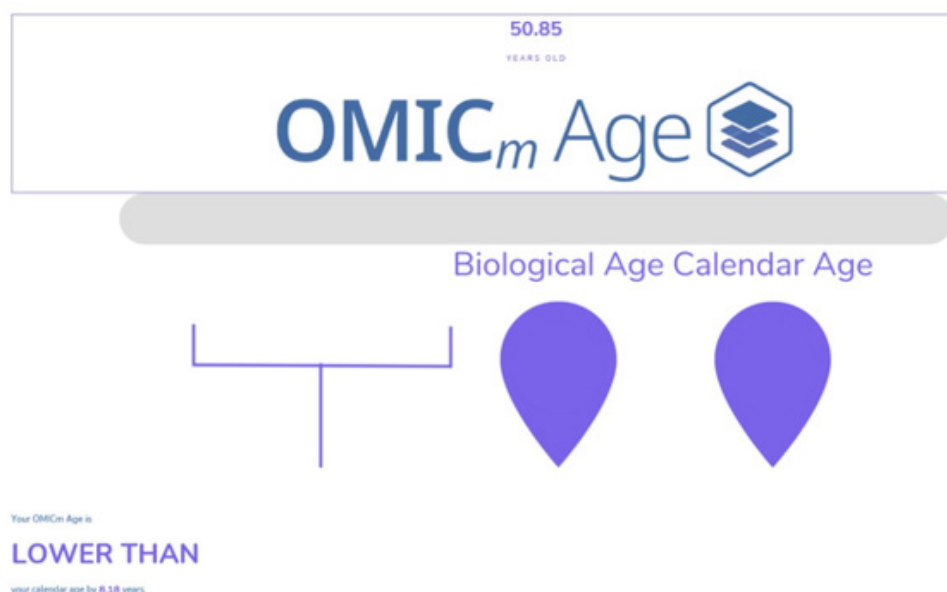 50.85
YEARS OLD
OMICm Age
Biological Age Calendar Age
Your OMICm Age is
LOWER THAN
your calendar age by 8.18 years